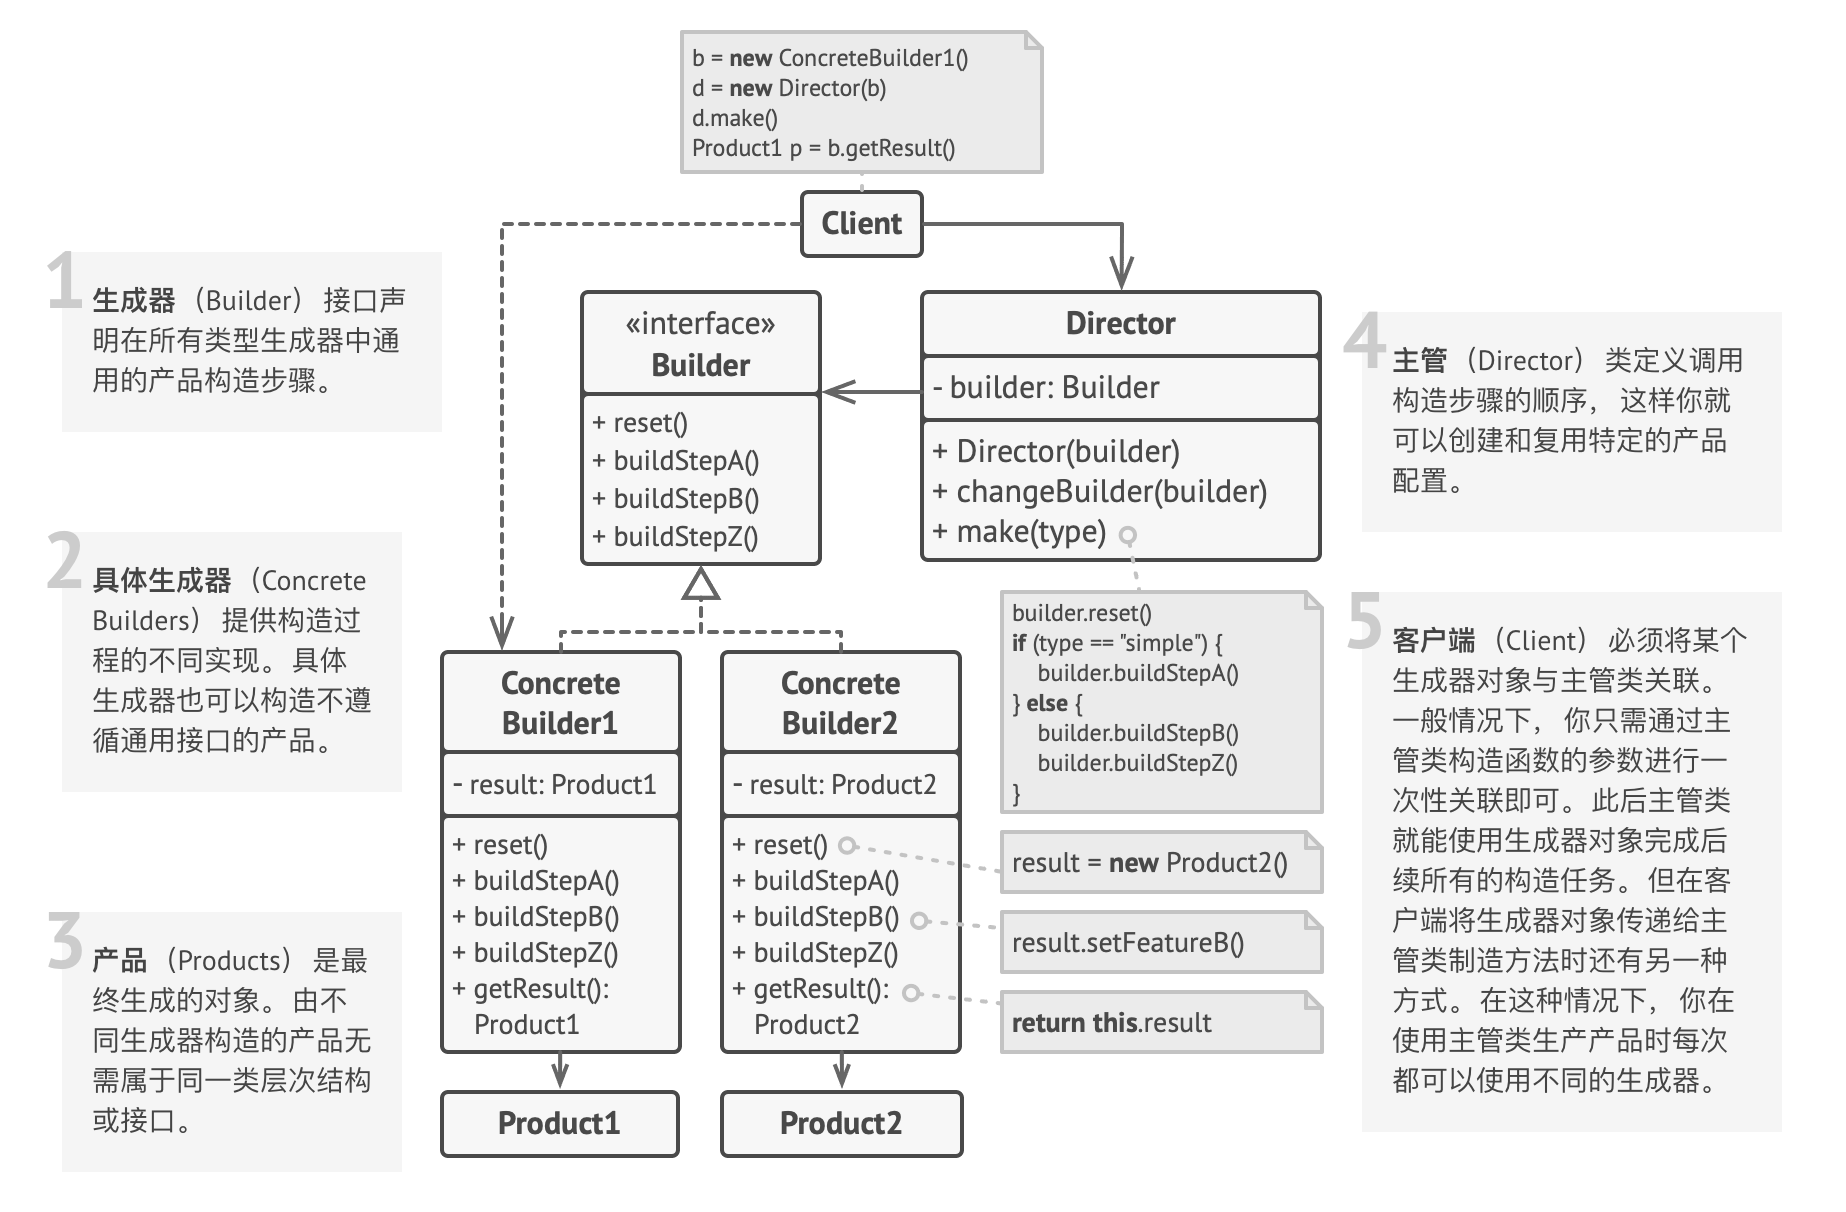 b = new ConcreteBuilder1()
d = new Director(b)
d.make()
Product1 p = b.getResult()
Client
1
生成器（Builder）接口声
明在所有类型生成器中通
用的产品构造步骤。
«interface»
Builder
+ reset()
+ buildStepA()
+ buildStepB()
+ buildStepZ()
Director
- builder: Builder
+ Director(builder)
+ changeBuilder(builder)
+ make(type)
4
主管（Director）类定义调用
构造步骤的顺序，这样你就
可以创建和复用特定的产品
配置。
2
具体生成器（Concrete
Builders）提供构造过
程的不同实现。具体
生成器也可以构造不遵
循通用接口的产品。
Concrete
Builder1
- result: Product1
+ reset()
+ buildStepA()
+ buildStepB()
+ buildStepZ()
+ getResult():
Product1
Concrete
Builder2
- result: Product2
+ reset()
+ buildStepA()
+ buildStepB()
+ buildStepZ()
+ getResult():
Product2
builder.reset()
if (type == "simple") {
builder.buildStepA()
} else {
builder.buildStepB()
builder.buildStepZ()
}
result = new Product2()
result.setFeatureB()
return this.result
5
客户端（Client）必须将某个
生成器对象与主管类关联。
一般情况下，你只需通过主
管类构造函数的参数进行一
次性关联即可。此后主管类
就能使用生成器对象完成后
续所有的构造任务。但在客
户端将生成器对象传递给主
管类制造方法时还有另一种
方式。在这种情况下，你在
使用主管类生产产品时每次
都可以使用不同的生成器。
3
产品（Products）是最
终生成的对象。由不
同生成器构造的产品无
需属于同一类层次结构
或接口。
Product1
Product2